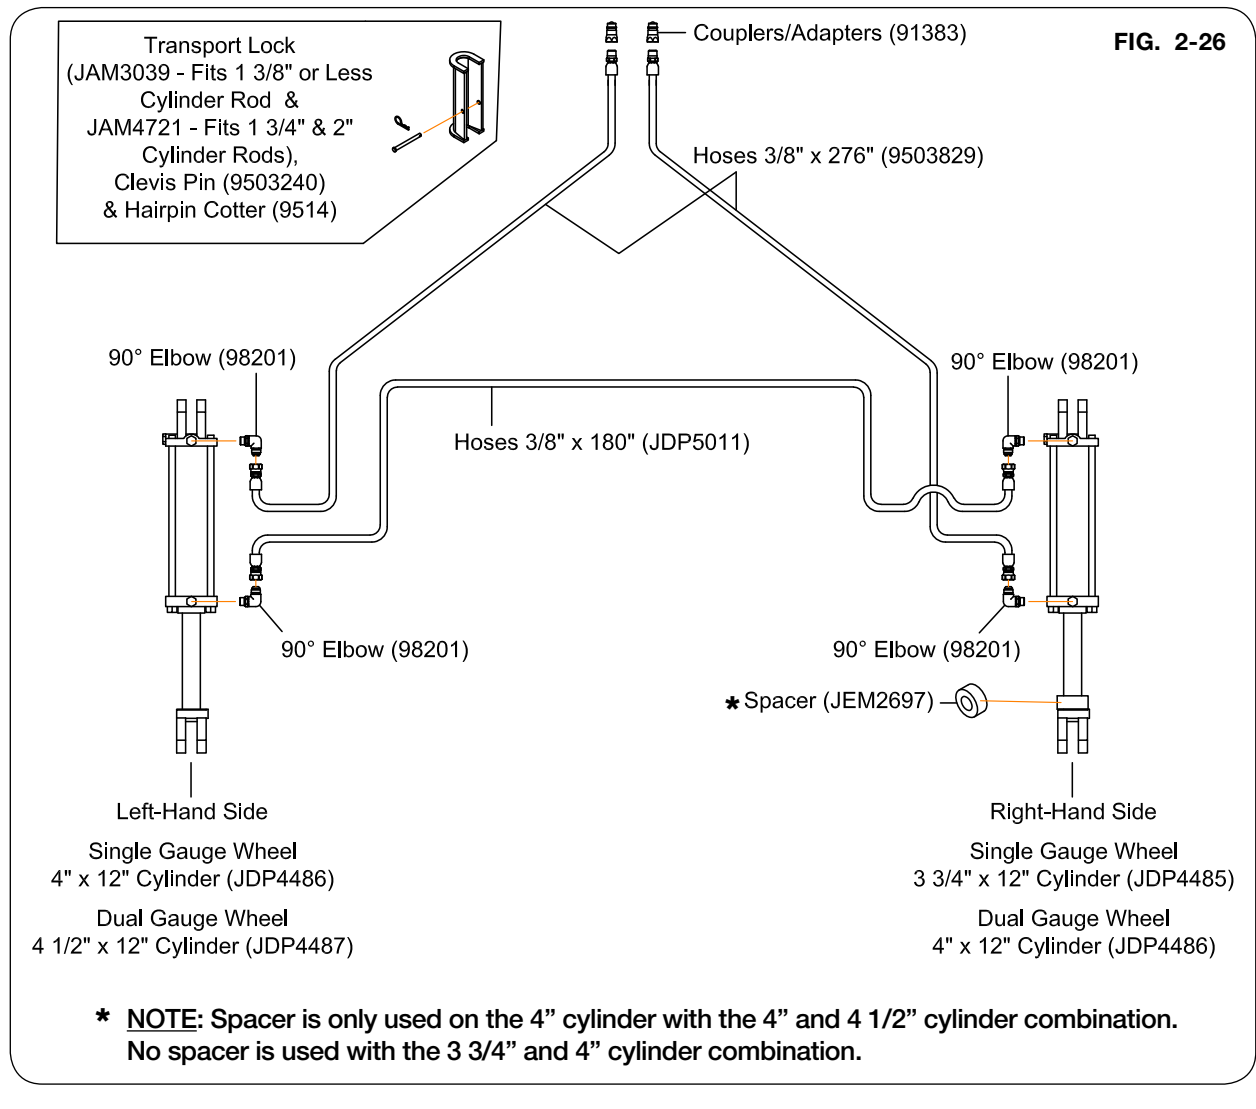 FIG. 2-26
Transport Lock
(JAM3039 - Fits 1 3/8" or Less
Cylinder Rod &
JAM4721 - Fits 1 3/4" & 2"
Cylinder Rods),
Clevis Pin (9503240)
& Hairpin Cotter (9514)
Couplers/Adapters (91383)
Hoses 3/8" x 276" (9503829)
90° Elbow (98201)
90° Elbow (98201)
Hoses 3/8" x 180" (JDP5011)
90° Elbow (98201)
90° Elbow (98201)
* Spacer (JEM2697)
Left-Hand Side
Single Gauge Wheel
4" x 12" Cylinder (JDP4486)
Dual Gauge Wheel
4 1/2" x 12" Cylinder (JDP4487)
Right-Hand Side
Single Gauge Wheel
3 3/4" x 12" Cylinder (JDP4485)
Dual Gauge Wheel
4" x 12" Cylinder (JDP4486)
* NOTE: Spacer is only used on the 4” cylinder with the 4” and 4 1/2” cylinder combination.
No spacer is used with the 3 3/4” and 4” cylinder combination.